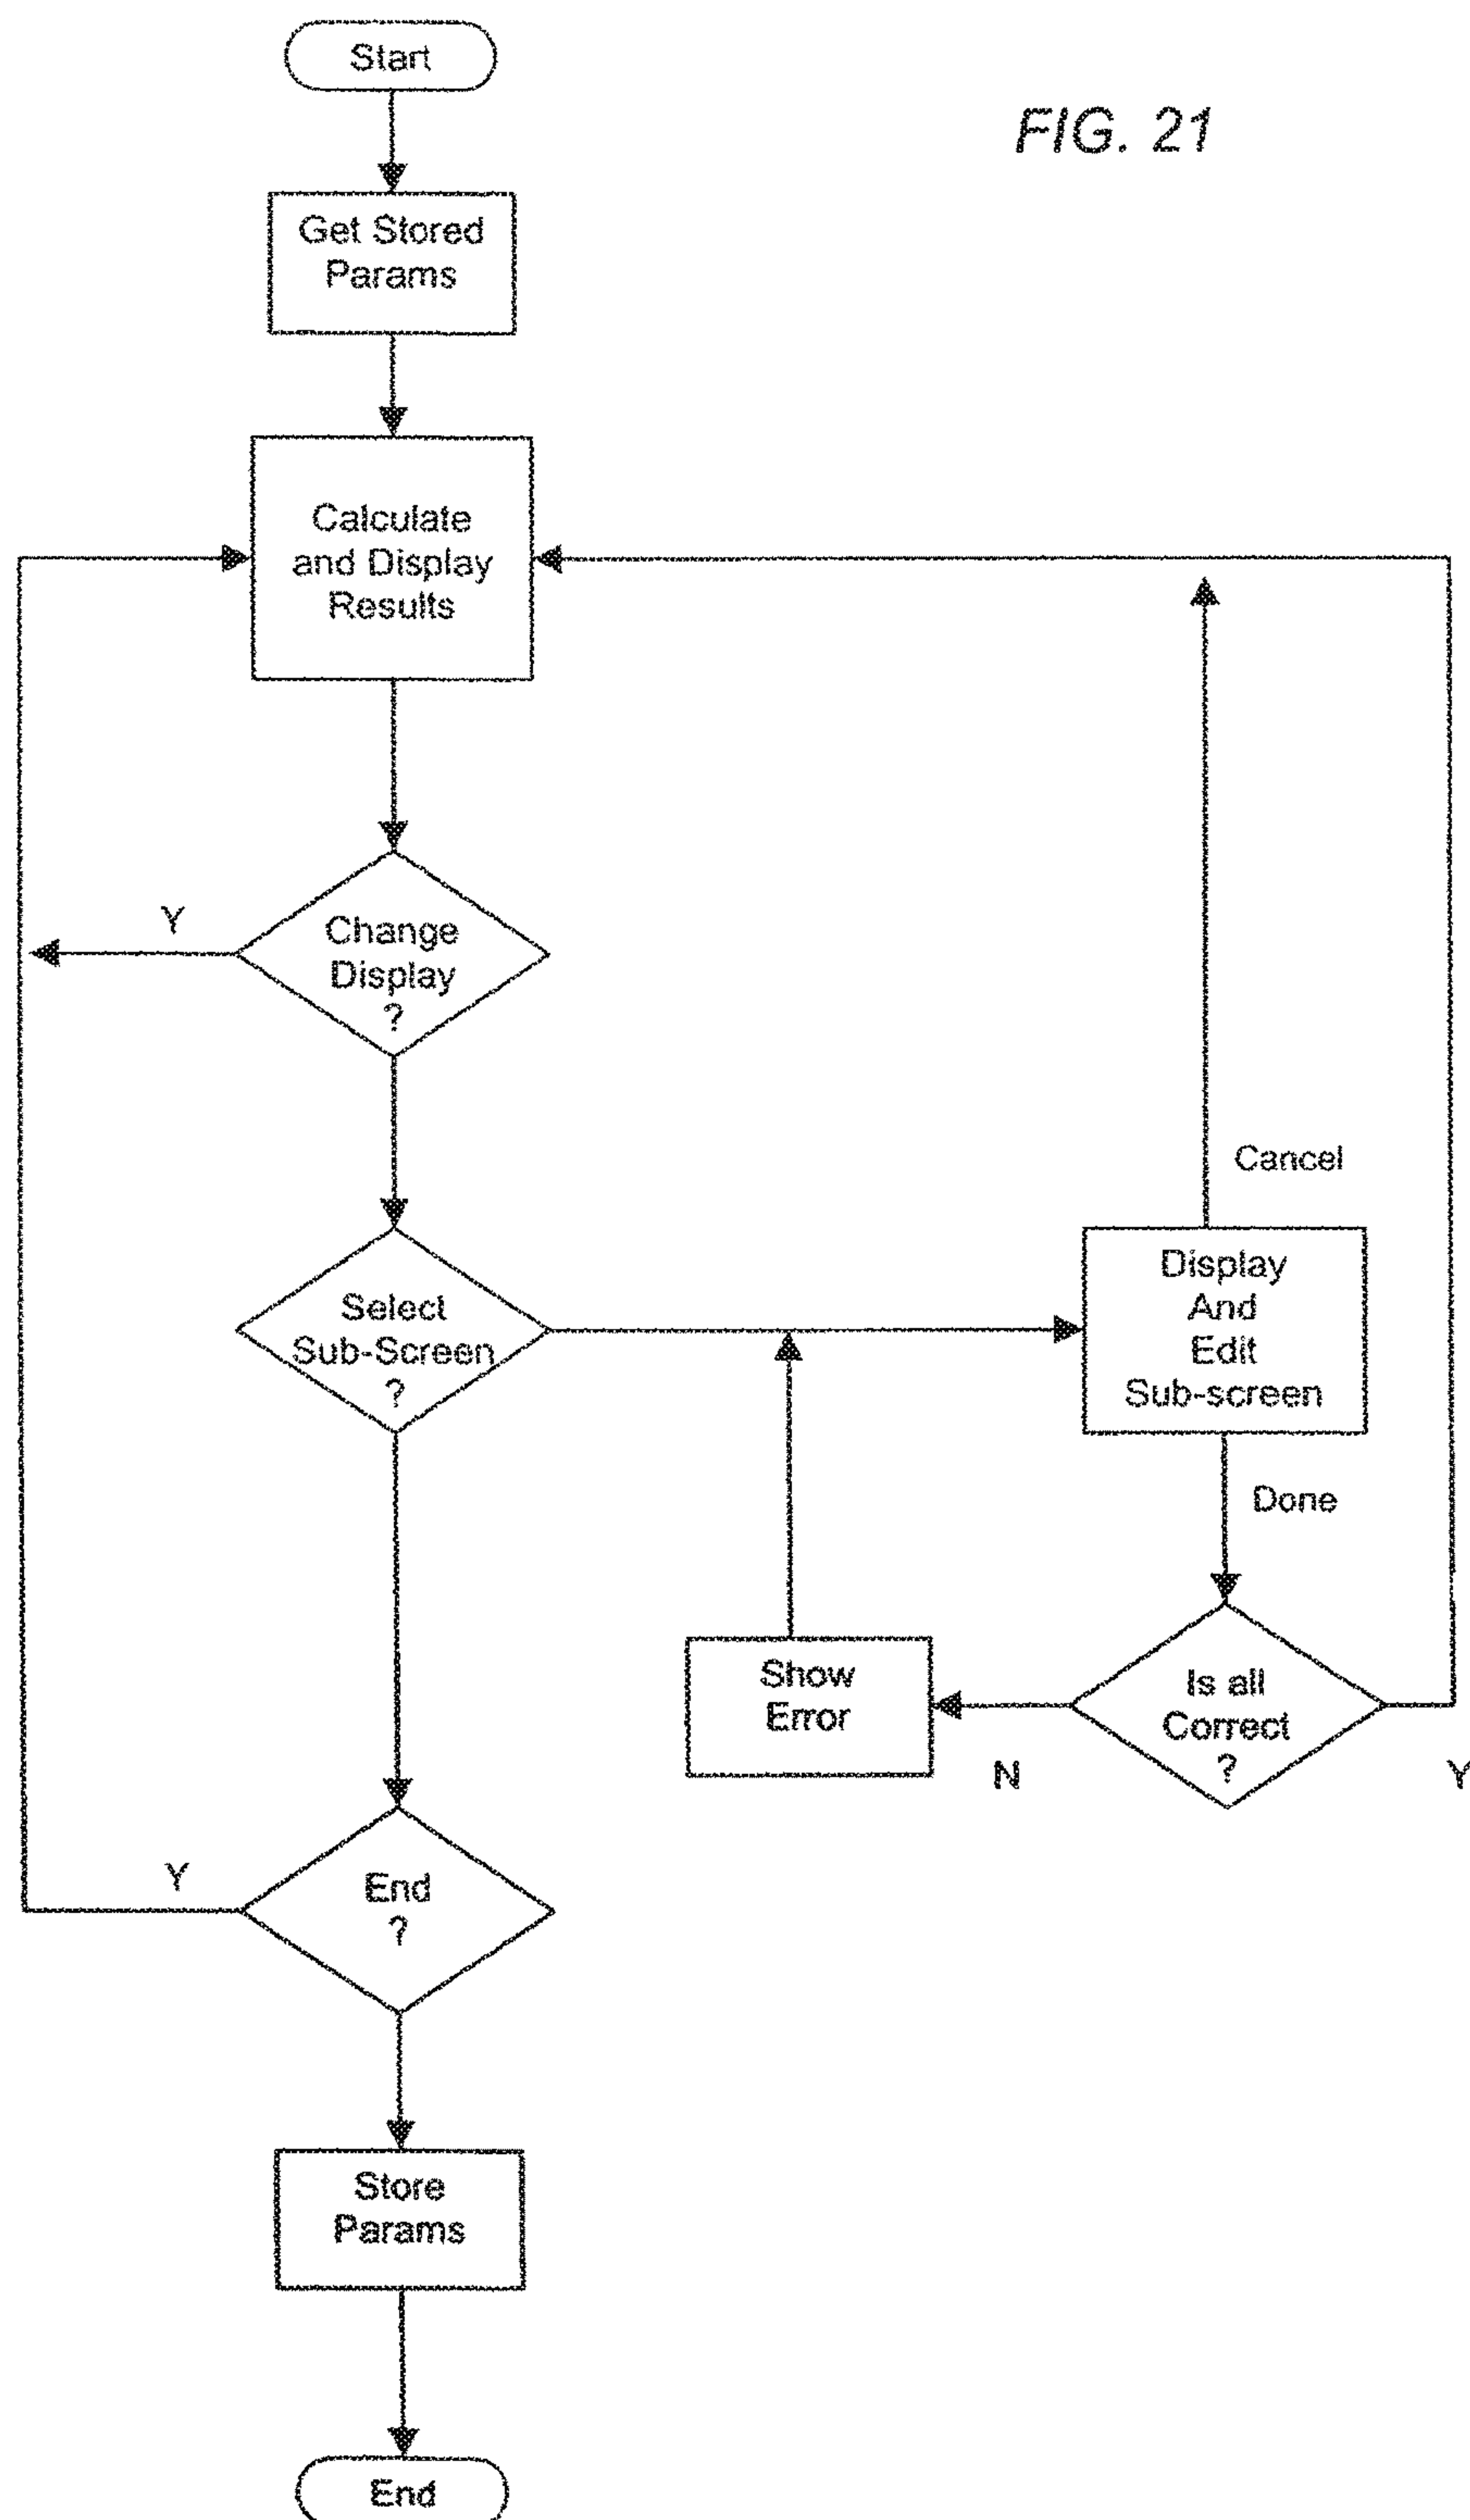 Start
FIG. 21
Get Stored
Params
Calculate
and Display
Results
Y
Change
Display
?
Cancel
Select
Sub-Screen
?
Display
And
Edit
Sub-screen
Done
Show
Error
Is all
Correct
?
N
Y
Y
End
?
Store
Params
End